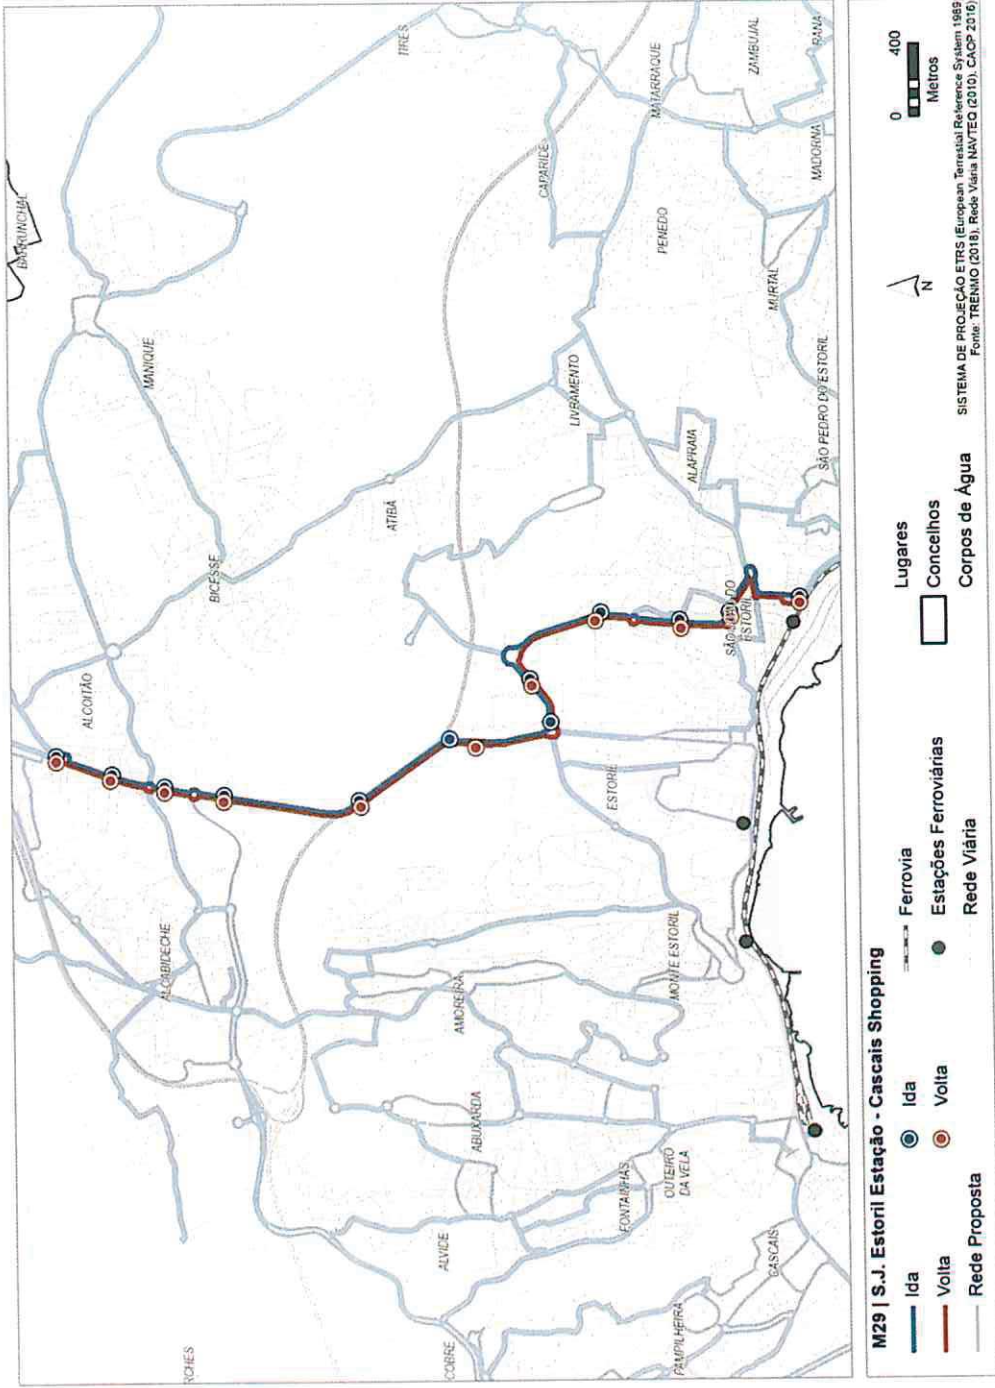 BARRUNCHAL
TIRES
MANIQUE
ALCOITÃO
BICESSE
ALCABIDECHE
CAPARIDE
MATARRAQUE
ZAMBUJAL
RANA
MADORNA
PENEDO
MURTAL
LIVRAMENTO
ATIBÁ
ALAPRAIA
SÃO PEDRO DO ESTORIL
ESTORIL
AMOREIRA
MONTE ESTORIL
ABUXARDA
ALVIDE
FONTAINHAS
OUTEIRO
DA VELA
CASCAIS
PAMPILHEIRA
COBRE
RCHES
M29 | S.J. Estoril Estação - Cascais Shopping
Ida
Volta
Rede Proposta
Ida
Volta
Ferrovia
Estações Ferroviárias
Rede Viária
Lugares
Concelhos
Corpos de Água
N
0 400
Metros
SISTEMA DE PROJEÇÃO ETRS (European Terrestrial Reference System 1989
Fonte: TRENMO (2018), Rede Viária NAVTEQ (2010), CAOP 2016)